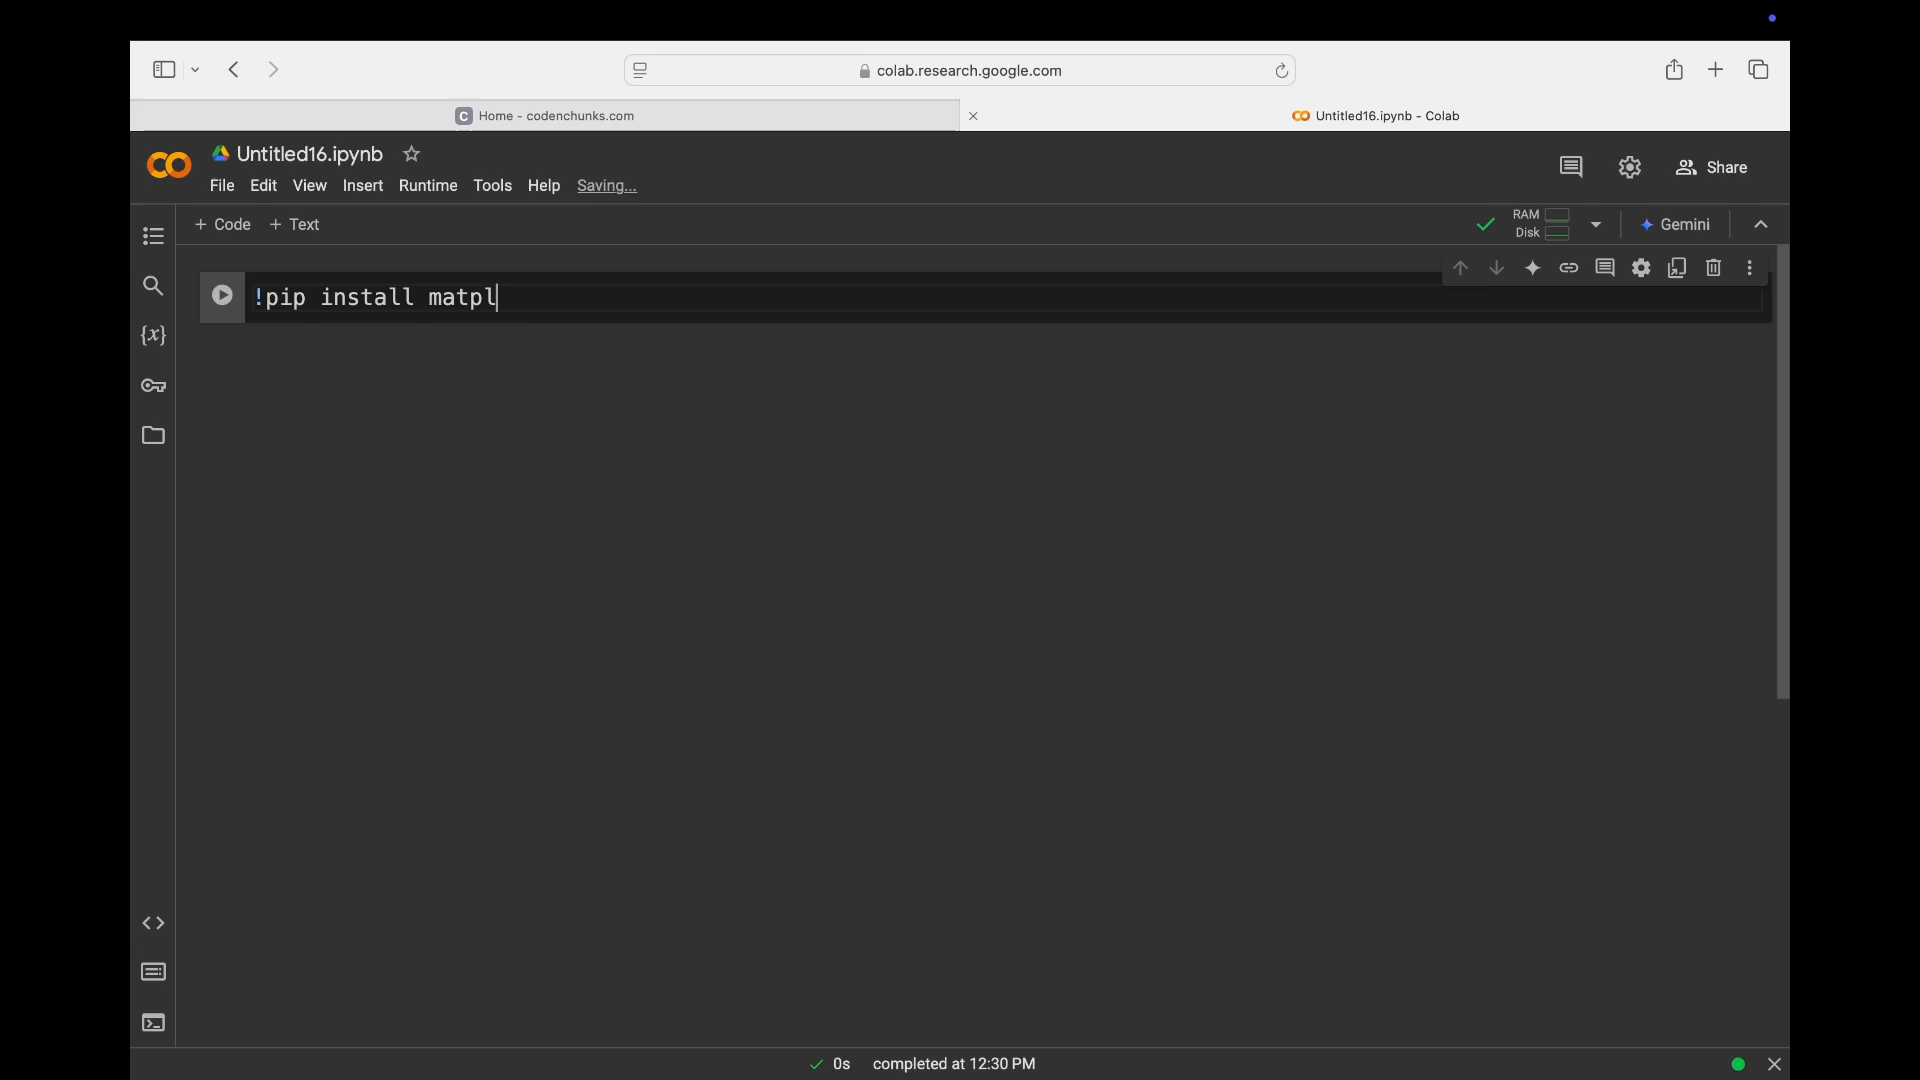 colab.research.google.com
C Home - codenchunks.com
Untitled16.ipynb - Colab
Untitled16.ipynb
File Edit View Insert Runtime Tools Help Saving...
Share
+ Code + Text
RAM
Disk
Gemini
!pip install matpl
{x}
0s completed at 12:30 PM